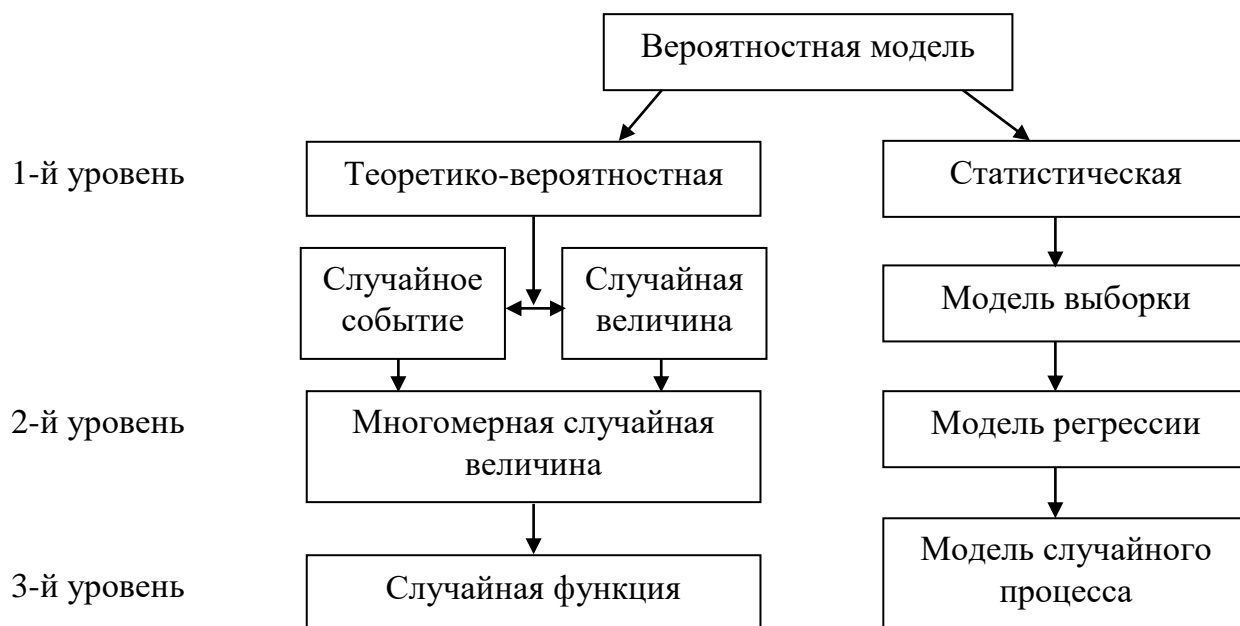 Вероятностная модель
1-й уровень
Теоретико-вероятностная
Статистическая
Случайное
событие
Случайная
величина
Модель выборки
2-й уровень
Многомерная случайная
величина
Модель регрессии
3-й уровень
Случайная функция
Модель случайного
процесса